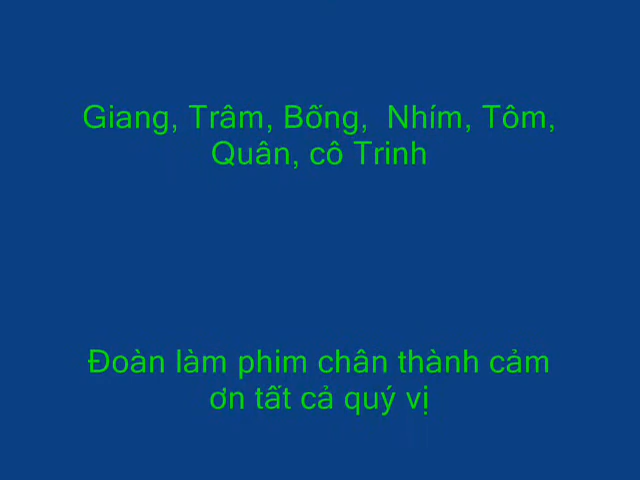 Giang, Trâm, Bống, Nhím, Tôm,
Quân, cô Trinh
Đoàn làm phim chân thành cảm
ơn tất cả quý vị